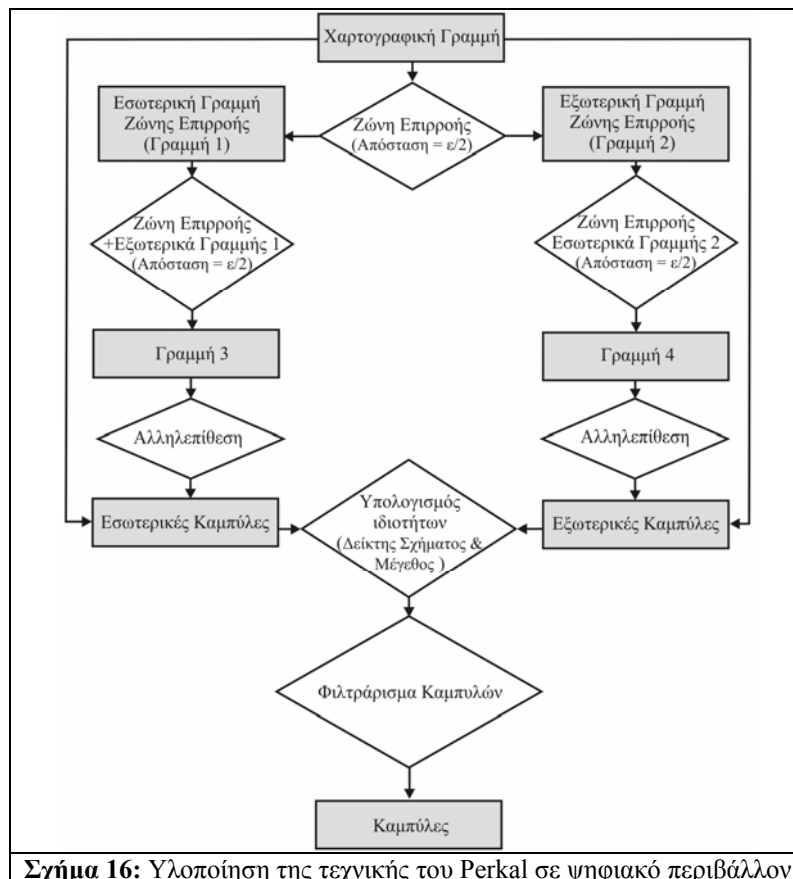 Χαρτογραφική Γραμμή
Εσωτερική Γραμμή
Ζώνης Επιρροής
(Γραμμή 1)
Ζώνη Επιρροής
(Απόσταση = ε/2)
Εξωτερική Γραμμή
Ζώνης Επιρροής
(Γραμμή 2)
Ζώνη Επιρροής
+Εξωτερικά Γραμμής 1
(Απόσταση = ε/2)
Ζώνη Επιρροής
Εσωτερικά Γραμμής 2
(Απόσταση = ε/2)
Γραμμή 3
Γραμμή 4
Αλληλεπίθεση
Αλληλεπίθεση
Εσωτερικές Καμπύλες
Υπολογισμός
ιδιοτήτων
(Δείκτης Σχήματος &
Μέγεθος )
Εξωτερικές Καμπύλες
Φιλτράρισμα Καμπυλών
Καμπύλες
Σχήμα 16: Υλοποίηση της τεχνικής του Perkal σε ψηφιακό περιβάλλον